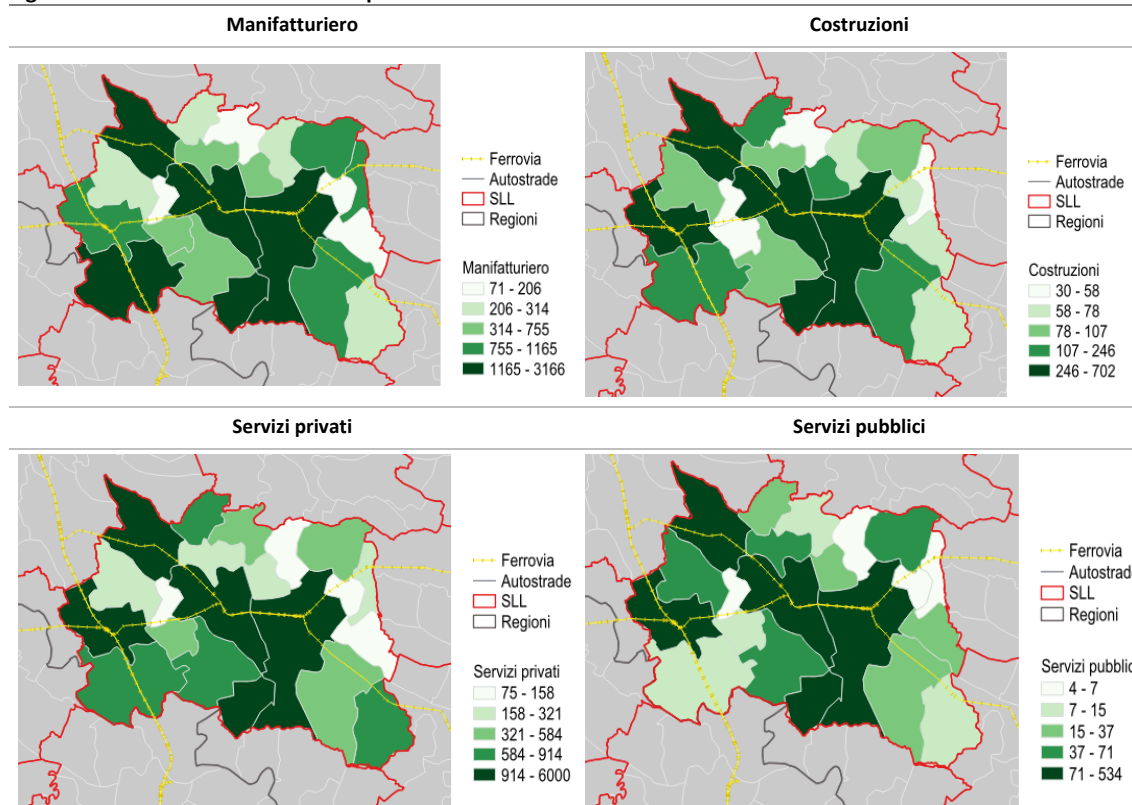 Manifatturiero
Costruzioni
Ferrovia
Autostrade
SLL
Regioni
Manifatturiero
71 - 206
206 - 314
314 - 755
755 - 1165
1165 - 3166
Ferrovia
Autostrade
SLL
Regioni
Costruzioni
30 - 58
58 - 78
78 - 107
107 - 246
246 - 702
Servizi privati
Servizi pubblici
Ferrovia
Autostrade
SLL
Regioni
Servizi privati
75 - 158
158 - 321
321 - 584
584 - 914
914 - 6000
Ferrovia
Autostrade
SLL
Regioni
Servizi pubblic
4 - 7
7 - 15
15 - 37
37 - 71
71 - 534